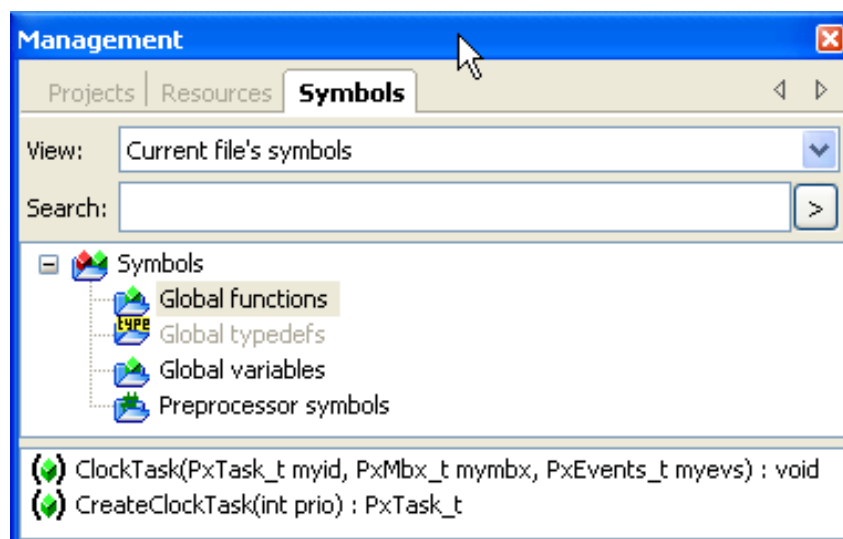 Management
Projects Resources Symbols
View: Current file's symbols
Search: >
Symbols
Global functions
type
Global typedefs
Global variables
Preprocessor symbols
ClockTask(PxTask_t myid, PxMbx_t mymbx, PxEvents_t myevs) : void
CreateClockTask(int prio) : PxTask_t